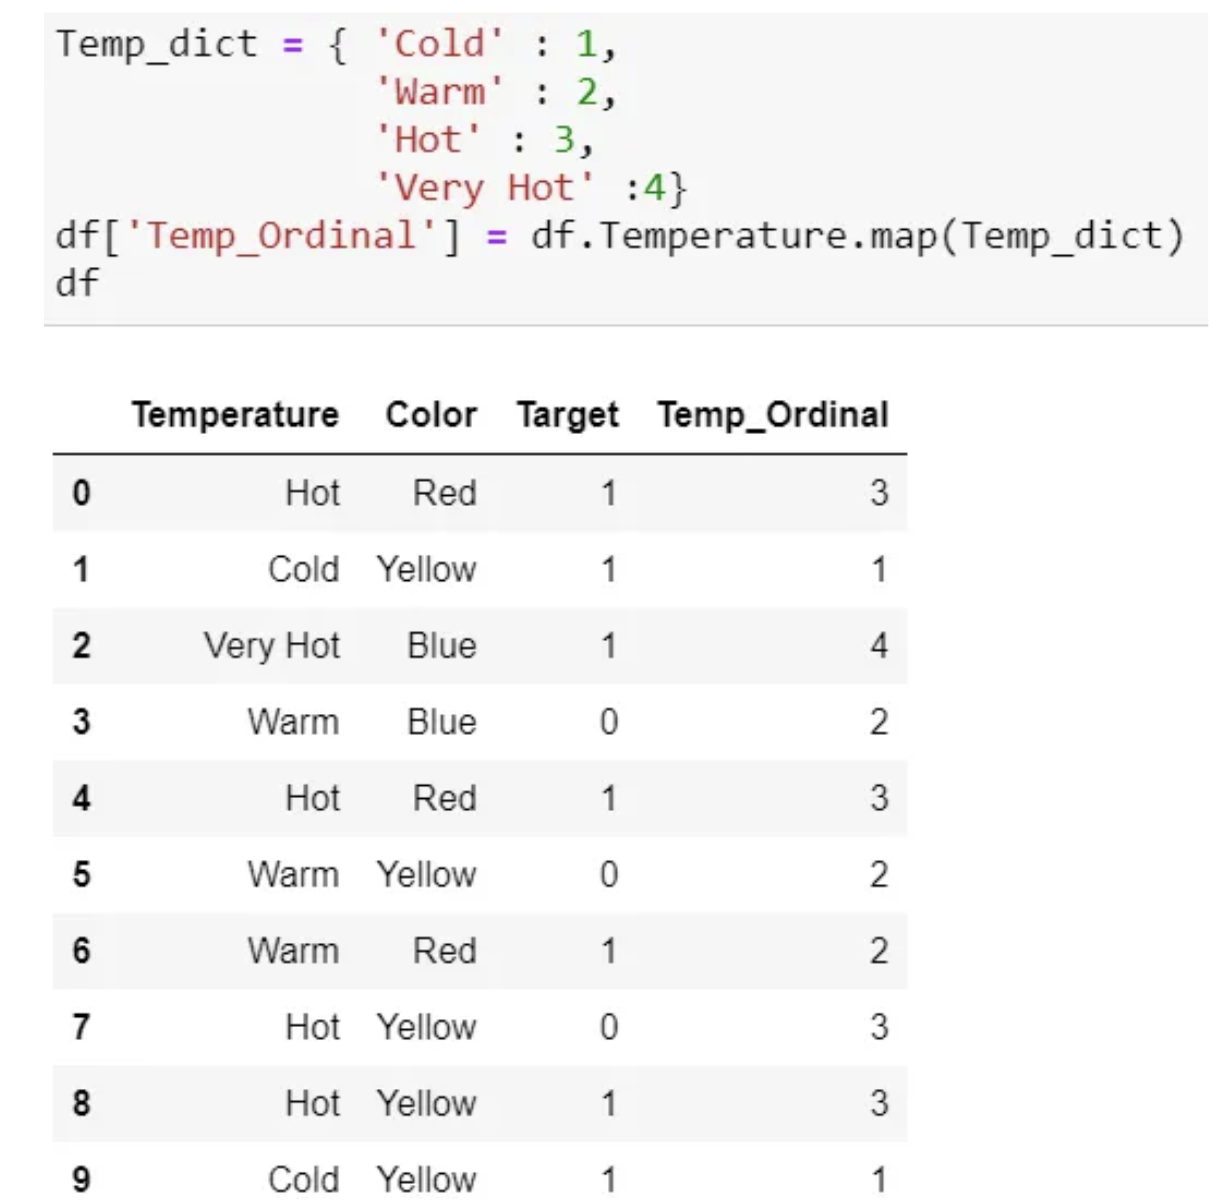 Temp_dict = { 'Cold' : 1,
'Warm' : 2,
'Hot' : 3,
'Very Hot' :4}
df['Temp_Ordinal'] = df.Temperature.map(Temp_dict)
df
Temperature Color Target Temp_Ordinal
0 Hot Red 1 3
1 Cold Yellow 1 1
2 Very Hot Blue 1 4
3 Warm Blue 0 2
4 Hot Red 1 3
5 Warm Yellow 0 2
6 Warm Red 1 2
7 Hot Yellow 0 3
8 Hot Yellow 1 3
9 Cold Yellow 1 1